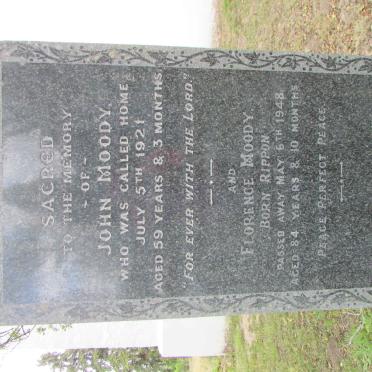 SACRED
TO THE MEMORY
- OF -
JOHN MOODY,
WHO WAS CALLED HOME
JULY 5TH 1921
AGED 59 YEARS & 3 MONTHS.
"FOR EVER WITH THE LORD."
AND
FLORENCE MOODY
BORN RIPPON
PASSED AWAY MAY 6TH 1948
AGED 84 YEARS & 10 MONTHS
PEACE PERFECT PEACE